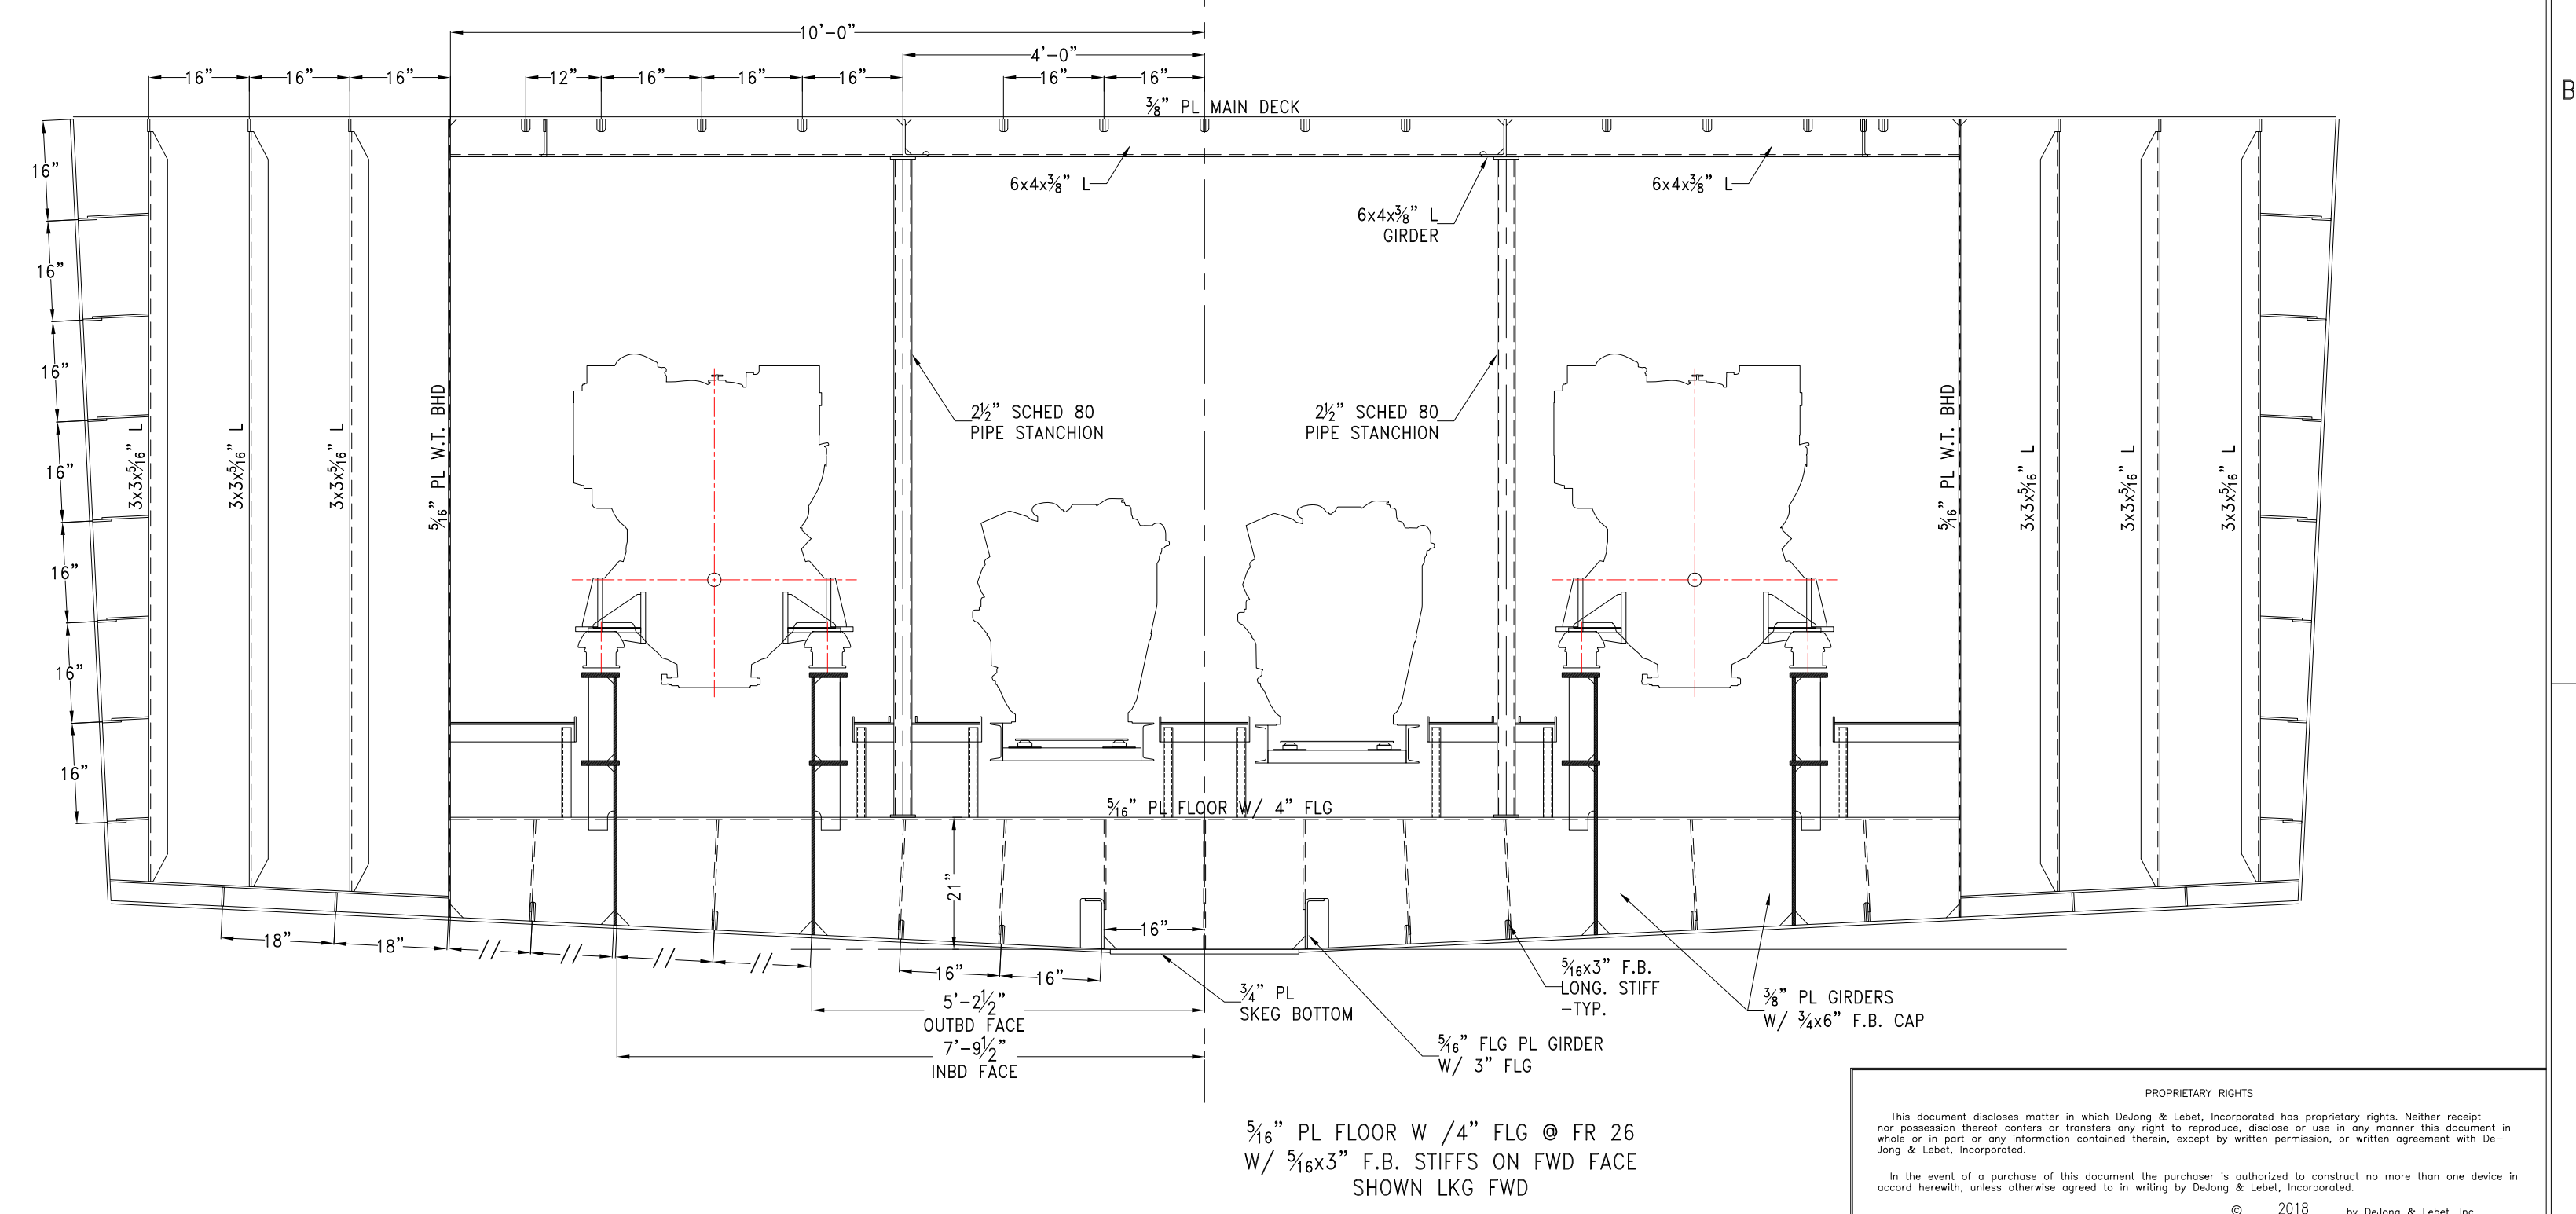 10'-0"
4'-0"
16" 16" 16" 12" 16" 16" 16" 16" 16"
⅜" PL MAIN DECK
B
16"
6x4x⅜" L
6x4x⅜" L
6x4x⅜" L
GIRDER
16"
16"
2½" SCHED 80
PIPE STANCHION
2½" SCHED 80
PIPE STANCHION
3x3x5⁄16" L
3x3x5⁄16" L
3x3x5⁄16" L
5⁄16" PL W.T. BHD
5⁄16" PL W.T. BHD
3x3x5⁄16" L
3x3x5⁄16" L
3x3x5⁄16" L
16"
16"
16"
16"
5⁄16" PL FLOOR W/ 4" FLG
21"
16"
18" 18" // // // //
16" 16"
5'-2½"
OUTBD FACE
7'-9½"
INBD FACE
¾" PL
SKEG BOTTOM
5⁄16x3" F.B.
LONG. STIFF
-TYP.
⅜" PL GIRDERS
W/ ¾x6" F.B. CAP
5⁄16" FLG PL GIRDER
W/ 3" FLG
5⁄16" PL FLOOR W /4" FLG @ FR 26
W/ 5⁄16x3" F.B. STIFFS ON FWD FACE
SHOWN LKG FWD
PROPRIETARY RIGHTS
This document discloses matter in which DeJong & Lebet, Incorporated has proprietary rights. Neither receipt
nor possession thereof confers or transfers any right to reproduce, disclose or use in any manner this document in
whole or in part or any information contained therein, except by written permission, or written agreement with De-
Jong & Lebet, Incorporated.
In the event of a purchase of this document the purchaser is authorized to construct no more than one device in
accord herewith, unless otherwise agreed to in writing by DeJong & Lebet, Incorporated.
© 2018 by DeJong & Lebet, Inc.